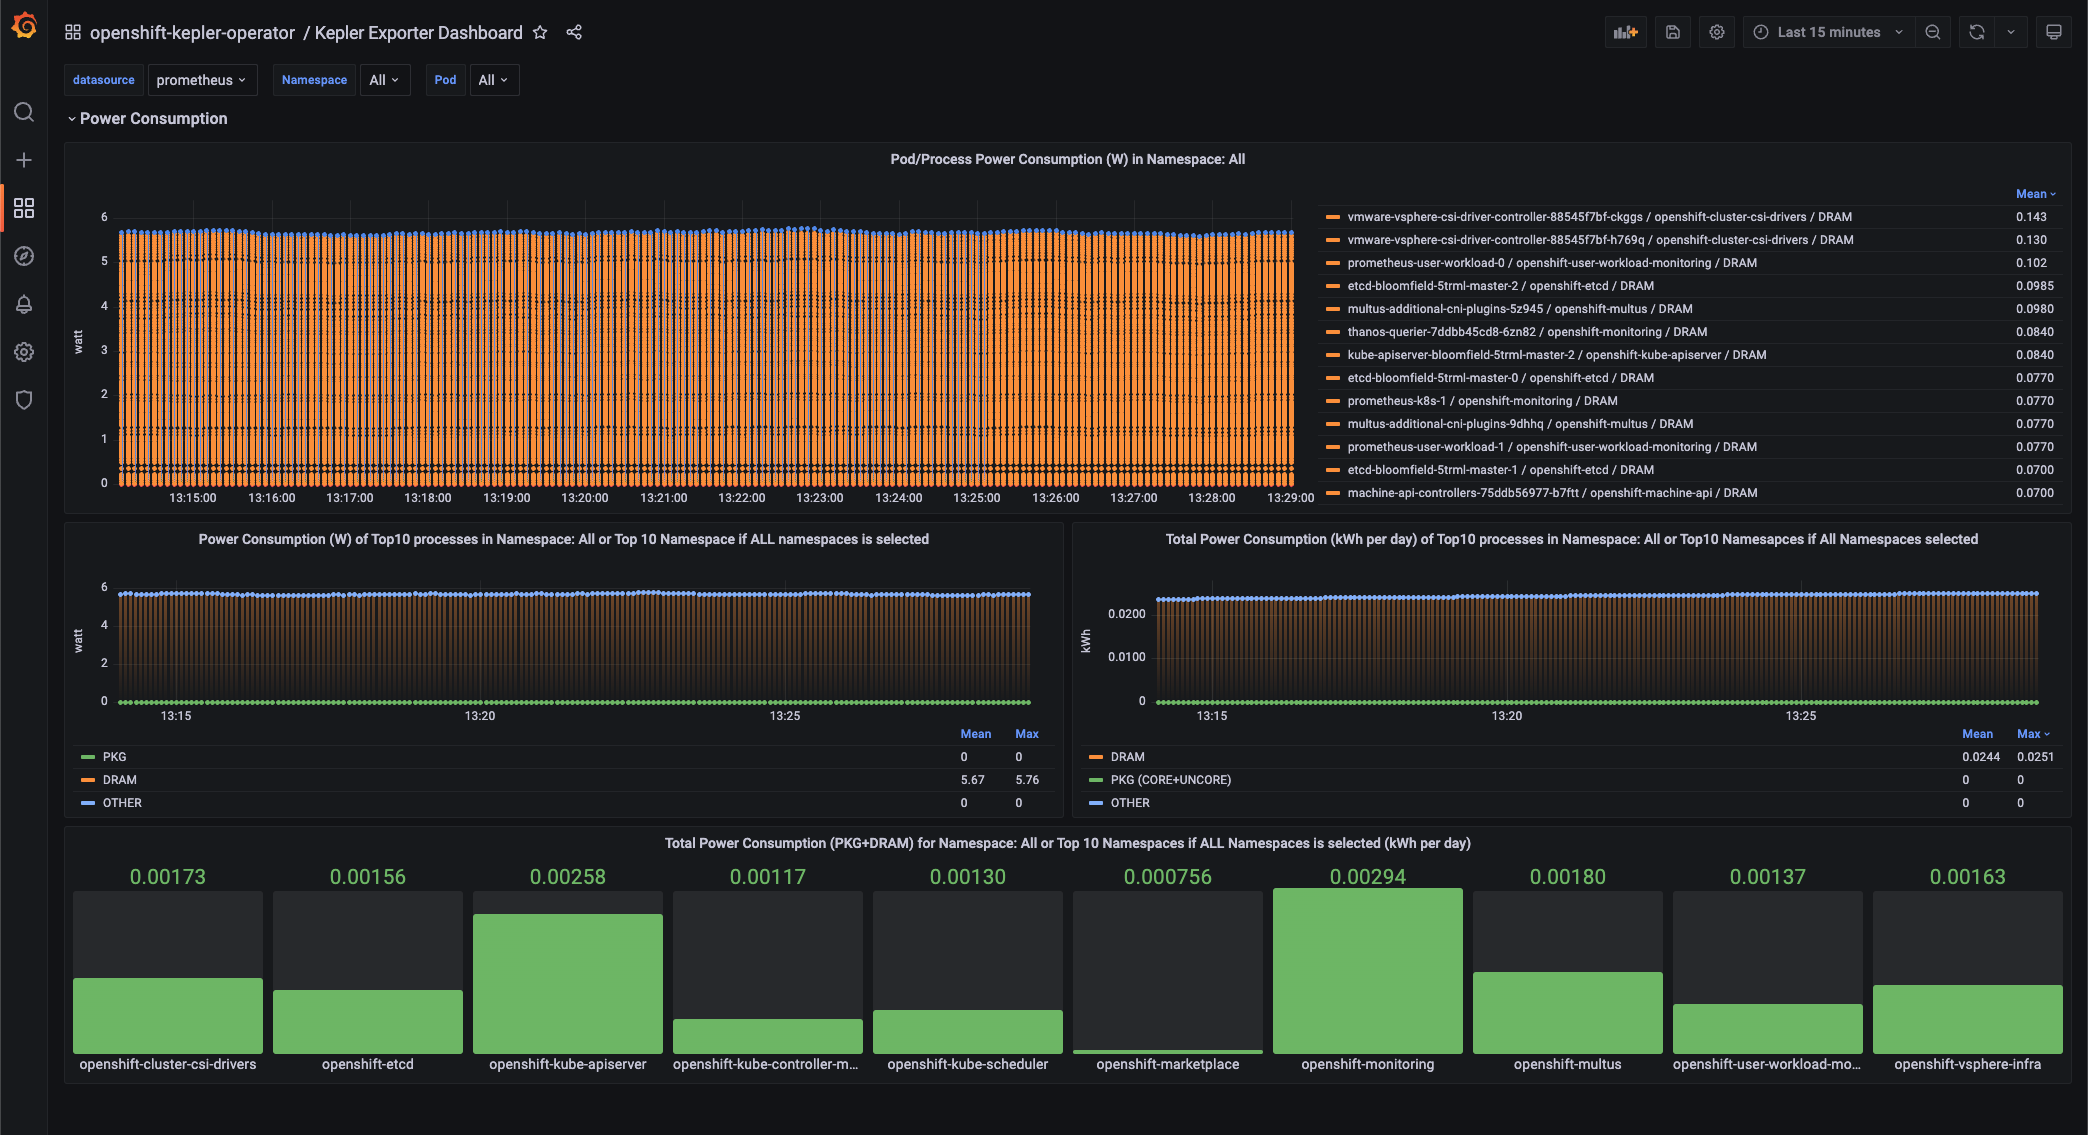 openshift-kepler-operator / Kepler Exporter Dashboard
Last 15 minutes
datasource prometheus Namespace All Pod All
Power Consumption
Pod/Process Power Consumption (W) in Namespace: All
watt
6
5
4
3
2
1
0
13:15:00 13:16:00 13:17:00 13:18:00 13:19:00 13:20:00 13:21:00 13:22:00 13:23:00 13:24:00 13:25:00 13:26:00 13:27:00 13:28:00 13:29:00
Mean
vmware-vsphere-csi-driver-controller-88545f7bf-ckggs / openshift-cluster-csi-drivers / DRAM 0.143
vmware-vsphere-csi-driver-controller-88545f7bf-h769q / openshift-cluster-csi-drivers / DRAM 0.130
prometheus-user-workload-0 / openshift-user-workload-monitoring / DRAM 0.102
etcd-bloomfield-5trml-master-2 / openshift-etcd / DRAM 0.0985
multus-additional-cni-plugins-5z945 / openshift-multus / DRAM 0.0980
thanos-querier-7ddbb45cd8-6zn82 / openshift-monitoring / DRAM 0.0840
kube-apiserver-bloomfield-5trml-master-2 / openshift-kube-apiserver / DRAM 0.0840
etcd-bloomfield-5trml-master-0 / openshift-etcd / DRAM 0.0770
prometheus-k8s-1 / openshift-monitoring / DRAM 0.0770
multus-additional-cni-plugins-9dhhq / openshift-multus / DRAM 0.0770
prometheus-user-workload-1 / openshift-user-workload-monitoring / DRAM 0.0770
etcd-bloomfield-5trml-master-1 / openshift-etcd / DRAM 0.0700
machine-api-controllers-75ddb56977-b7ftt / openshift-machine-api / DRAM 0.0700
Power Consumption (W) of Top10 processes in Namespace: All or Top 10 Namespace if ALL namespaces is selected
watt
6
4
2
0
13:15 13:20 13:25
Mean Max
PKG 0 0
DRAM 5.67 5.76
OTHER 0 0
Total Power Consumption (kWh per day) of Top10 processes in Namespace: All or Top10 Namesapces if All Namespaces selected
kWh
0.0200
0.0100
0
13:15 13:20 13:25
Mean Max
DRAM 0.0244 0.0251
PKG (CORE+UNCORE) 0 0
OTHER 0 0
Total Power Consumption (PKG+DRAM) for Namespace: All or Top 10 Namespaces if ALL Namespaces is selected (kWh per day)
0.00173 0.00156 0.00258 0.00117 0.00130 0.000756 0.00294 0.00180 0.00137 0.00163
openshift-cluster-csi-drivers openshift-etcd openshift-kube-apiserver openshift-kube-controller-m... openshift-kube-scheduler openshift-marketplace openshift-monitoring openshift-multus openshift-user-workload-mo... openshift-vsphere-infra